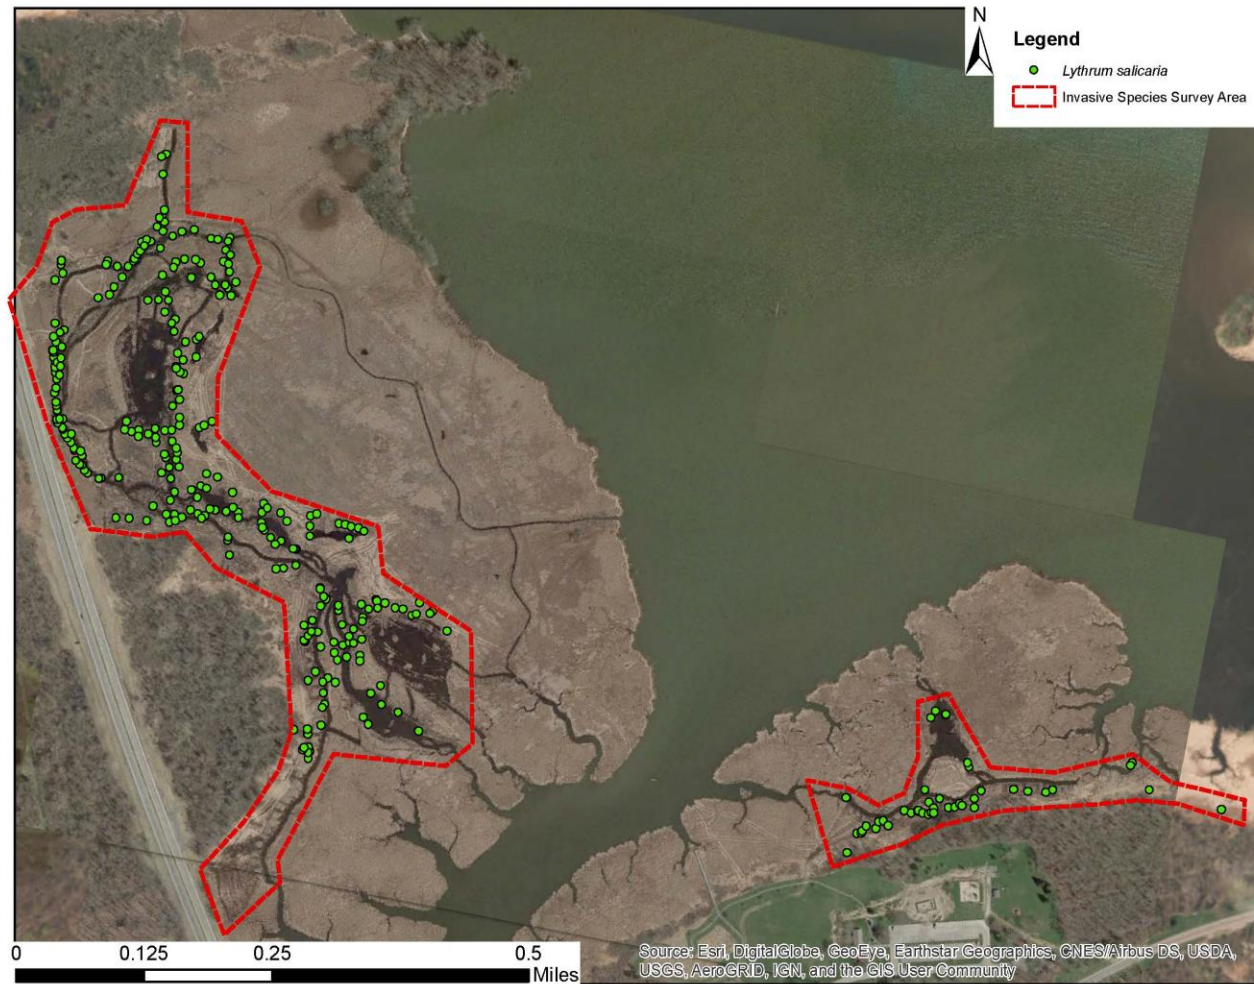 N
Legend
Lythrum salicaria
Invasive Species Survey Area
0 0.125 0.25 0.5
Miles
Source: Esri, DigitalGlobe, GeoEye, Earthstar Geographics, CNES/Airbus DS, USDA,
USGS, AeroGRID, IGN, and the GIS User Community